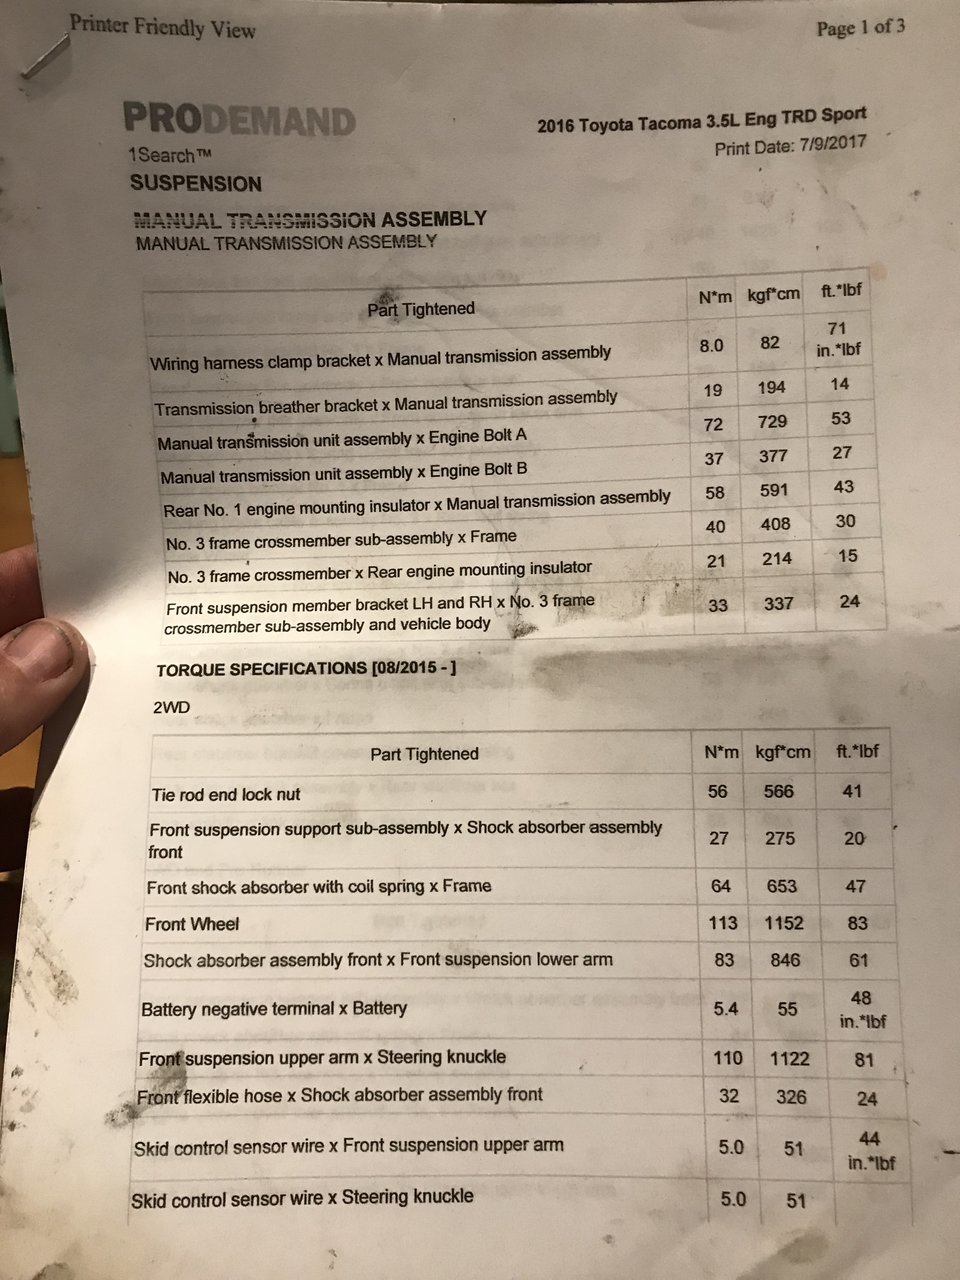 Printer Friendly View Page 1 of 3
PRODEMAND
2016 Toyota Tacoma 3.5L Eng TRD Sport
1Search™ Print Date: 7/9/2017
SUSPENSION
MANUAL TRANSMISSION ASSEMBLY
MANUAL TRANSMISSION ASSEMBLY
Part Tightened N*m kgf*cm ft.*lbf
Wiring harness clamp bracket x Manual transmission assembly 8.0 82 71
in.*lbf
Transmission breather bracket x Manual transmission assembly 19 194 14
Manual transmission unit assembly x Engine Bolt A 72 729 53
Manual transmission unit assembly x Engine Bolt B 37 377 27
Rear No. 1 engine mounting insulator x Manual transmission assembly 58 591 43
No. 3 frame crossmember sub-assembly x Frame 40 408 30
No. 3 frame crossmember x Rear engine mounting insulator 21 214 15
Front suspension member bracket LH and RH x No. 3 frame
crossmember sub-assembly and vehicle body 33 337 24
TORQUE SPECIFICATIONS [08/2015 - ]
2WD
Part Tightened N*m kgf*cm ft.*lbf
Tie rod end lock nut 56 566 41
Front suspension support sub-assembly x Shock absorber assembly
front 27 275 20
Front shock absorber with coil spring x Frame 64 653 47
Front Wheel 113 1152 83
Shock absorber assembly front x Front suspension lower arm 83 846 61
Battery negative terminal x Battery 5.4 55 48
in.*lbf
Front suspension upper arm x Steering knuckle 110 1122 81
Front flexible hose x Shock absorber assembly front 32 326 24
Skid control sensor wire x Front suspension upper arm 5.0 51 44
in.*lbf
Skid control sensor wire x Steering knuckle 5.0 51